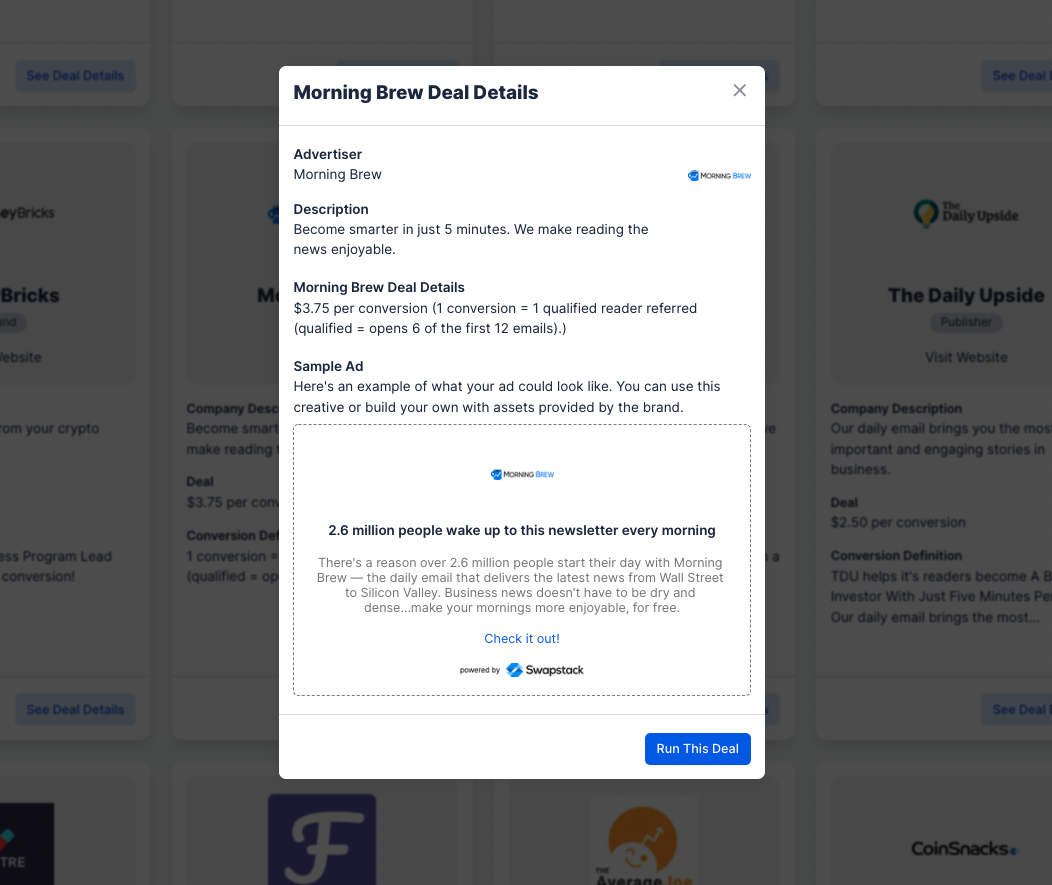 See Deal Details
See Deal
Morning Brew Deal Details
Advertiser
Morning Brew
MORNING BREW
Description
Become smarter in just 5 minutes. We make reading the
news enjoyable.
Morning Brew Deal Details
$3.75 per conversion (1 conversion = 1 qualified reader referred
(qualified = opens 6 of the first 12 emails).)
Sample Ad
Here's an example of what your ad could look like. You can use this
creative or build your own with assets provided by the brand.
MORNING BREW
2.6 million people wake up to this newsletter every morning
There's a reason over 2.6 million people start their day with Morning
Brew — the daily email that delivers the latest news from Wall Street
to Silicon Valley. Business news doesn't have to be dry and
dense...make your mornings more enjoyable, for free.
Check it out!
powered by Swapstack
Run This Deal
eyBricks
Bricks
and
ebsite
rom your crypto
ess Program Lead
conversion!
See Deal Details
Mo
Company Desc
Become smart
make reading t
Deal
$3.75 per conv
Conversion Def
1 conversion =
(qualified = op
See Deal Details
The
Daily Upside
The Daily Upside
Publisher
Visit Website
Company Description
Our daily email brings you the mos
important and engaging stories in
business.
Deal
$2.50 per conversion
Conversion Definition
TDU helps it's readers become A B
Investor With Just Five Minutes Pe
Our daily email brings the most...
See Deal
TRE
F
THE
Average Joe
CoinSnacks